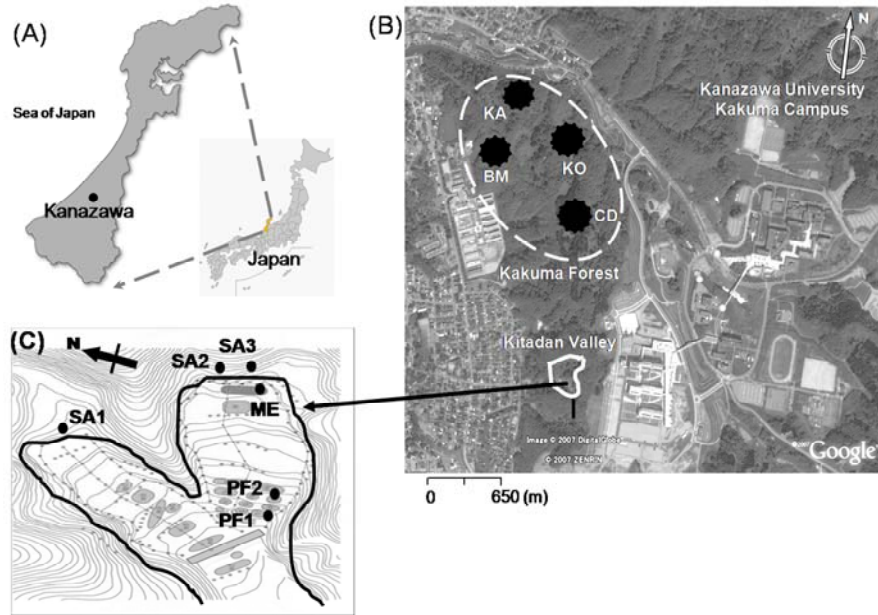 (A)
Sea of Japan
Kanazawa
Japan
(B)
N
Kanazawa University
Kakuma Campus
KA
BM
KO
CD
Kakuma Forest
Kitadan Valley
Image © 2007 DigitalGlobe
© 2007 ZENRIN
Google
0 650 (m)
(C)
N
SA1
SA2
SA3
ME
PF2
PF1